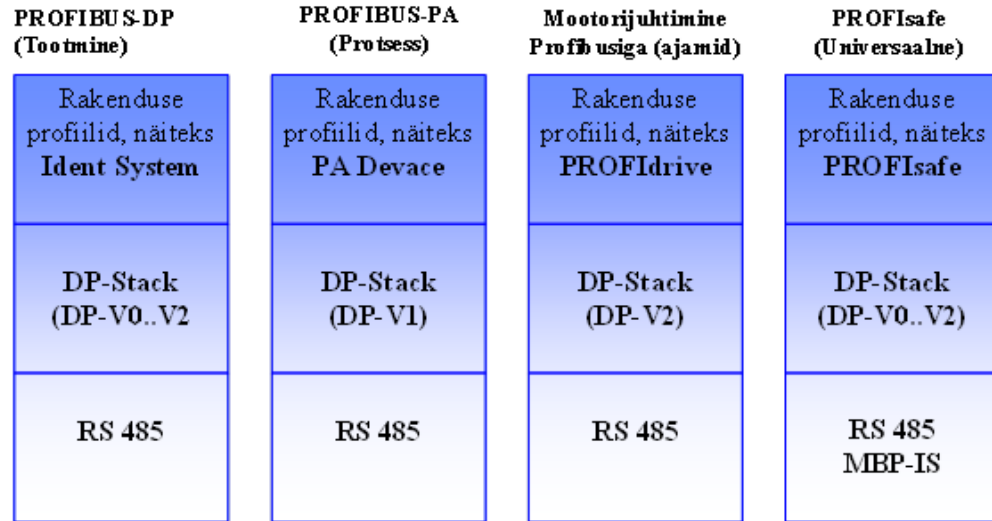 PROFIBUS-DP
(Tootmine)
Rakenduse
profiilid, näiteks
Ident System
DP-Stack
(DP-V0..V2
RS 485
PROFIBUS-PA
(Protsess)
Rakenduse
profiilid, näiteks
PA Devace
DP-Stack
(DP-V1)
RS 485
Mootorijuhtimine
Profibusiga (ajamid)
Rakenduse
profiilid, näiteks
PROFIdrive
DP-Stack
(DP-V2)
RS 485
PROFIsafe
(Universaalne)
Rakenduse
profiilid, näiteks
PROFIsafe
DP-Stack
(DP-V0..V2)
RS 485
MBP-IS